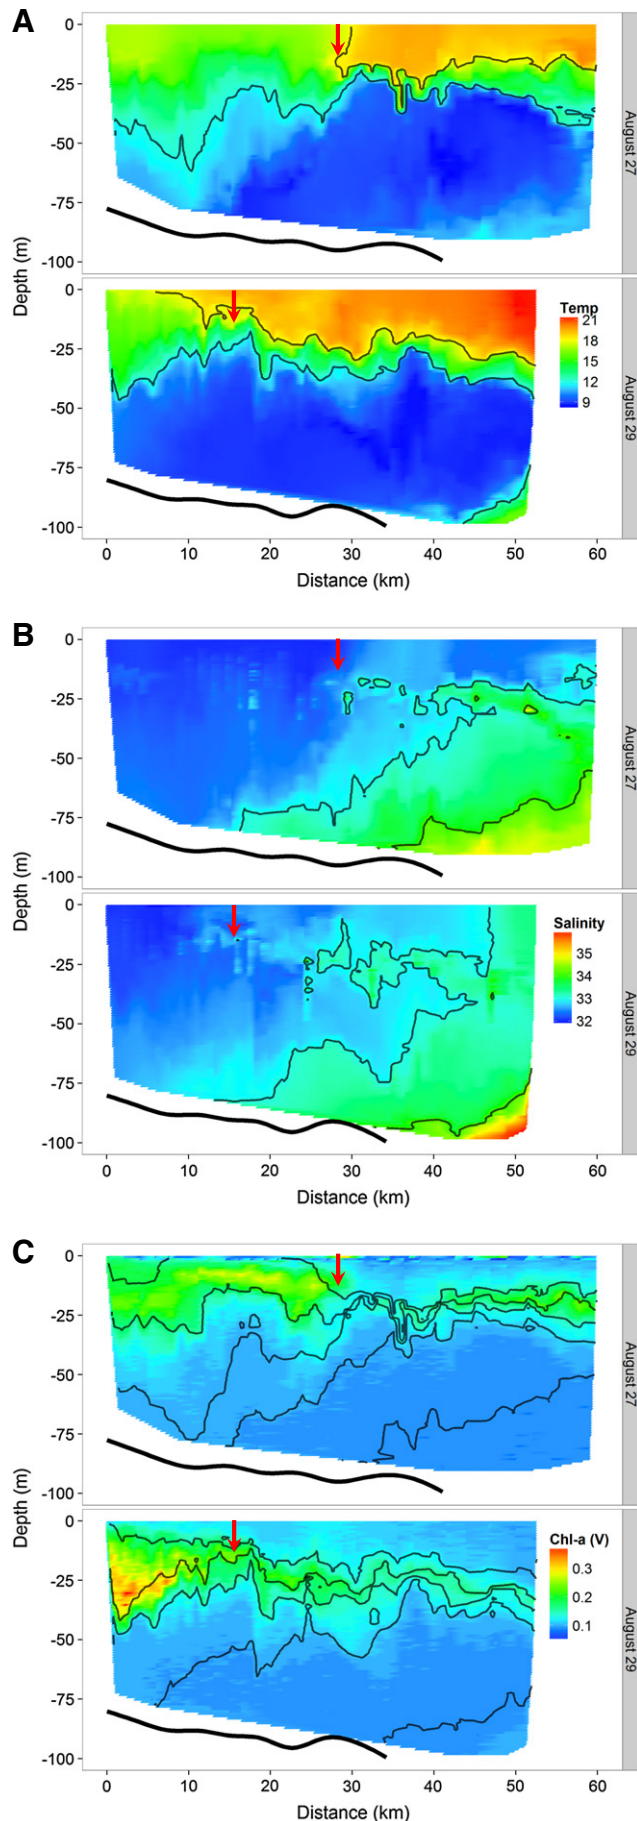 A
0
-25
-50
-75
-100
August 27
Depth (m)
0
-25
-50
-75
-100
Temp
21
18
15
12
9
August 29
0 10 20 30 40 50 60
Distance (km)
B
0
-25
-50
-75
-100
August 27
Depth (m)
0
-25
-50
-75
-100
Salinity
35
34
33
32
August 29
0 10 20 30 40 50 60
Distance (km)
C
0
-25
-50
-75
-100
August 27
Depth (m)
0
-25
-50
-75
-100
Chl-a (V)
0.3
0.2
0.1
August 29
0 10 20 30 40 50 60
Distance (km)